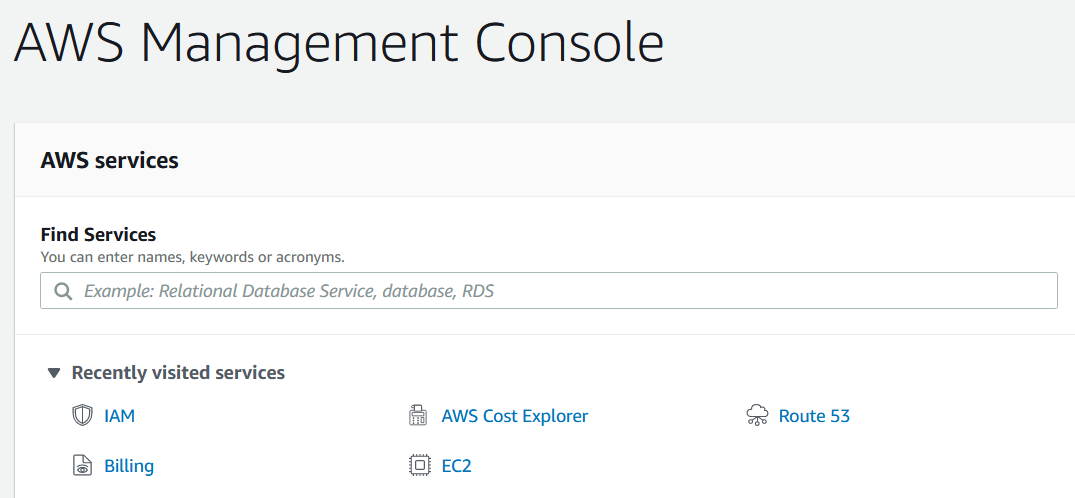 AWS Management Console
AWS services
Find Services
You can enter names, keywords or acronyms.
Example: Relational Database Service, database, RDS
Recently visited services
IAM
AWS Cost Explorer
Route 53
Billing
EC2